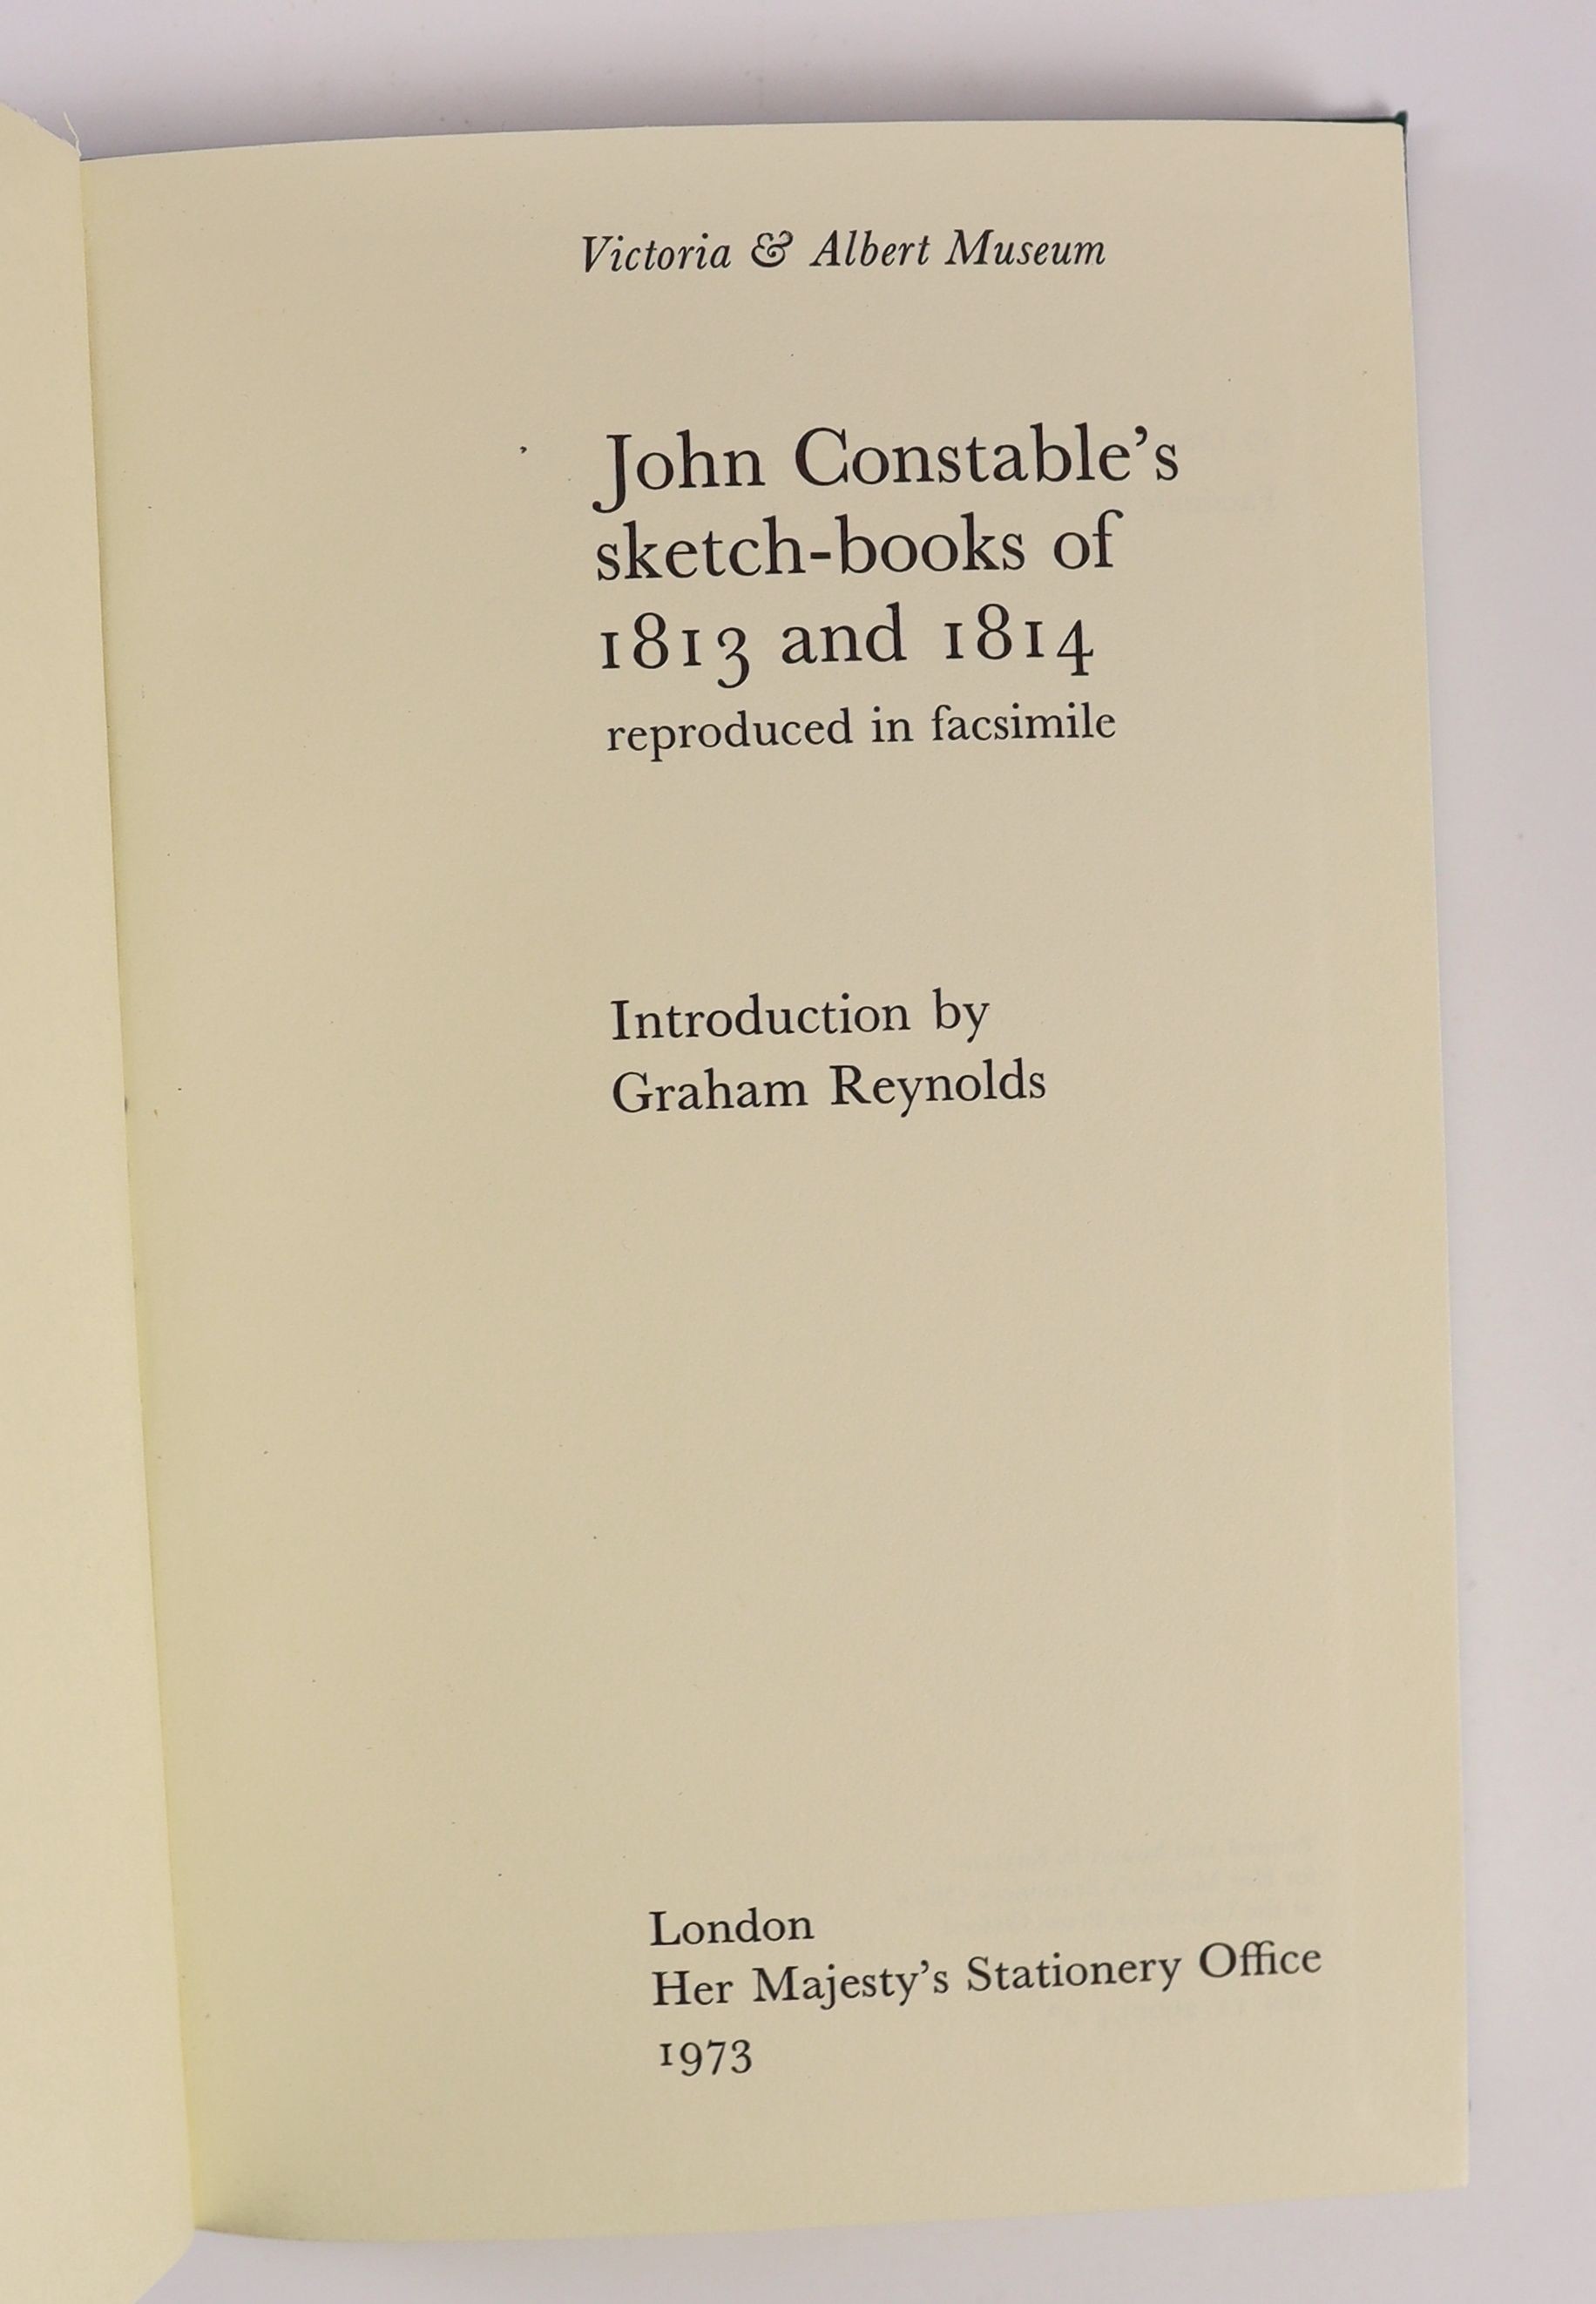 Victoria & Albert Museum
John Constable’s
sketch-books of
1813 and 1814
reproduced in facsimile
Introduction by
Graham Reynolds
London
Her Majesty’s Stationery Office
1973